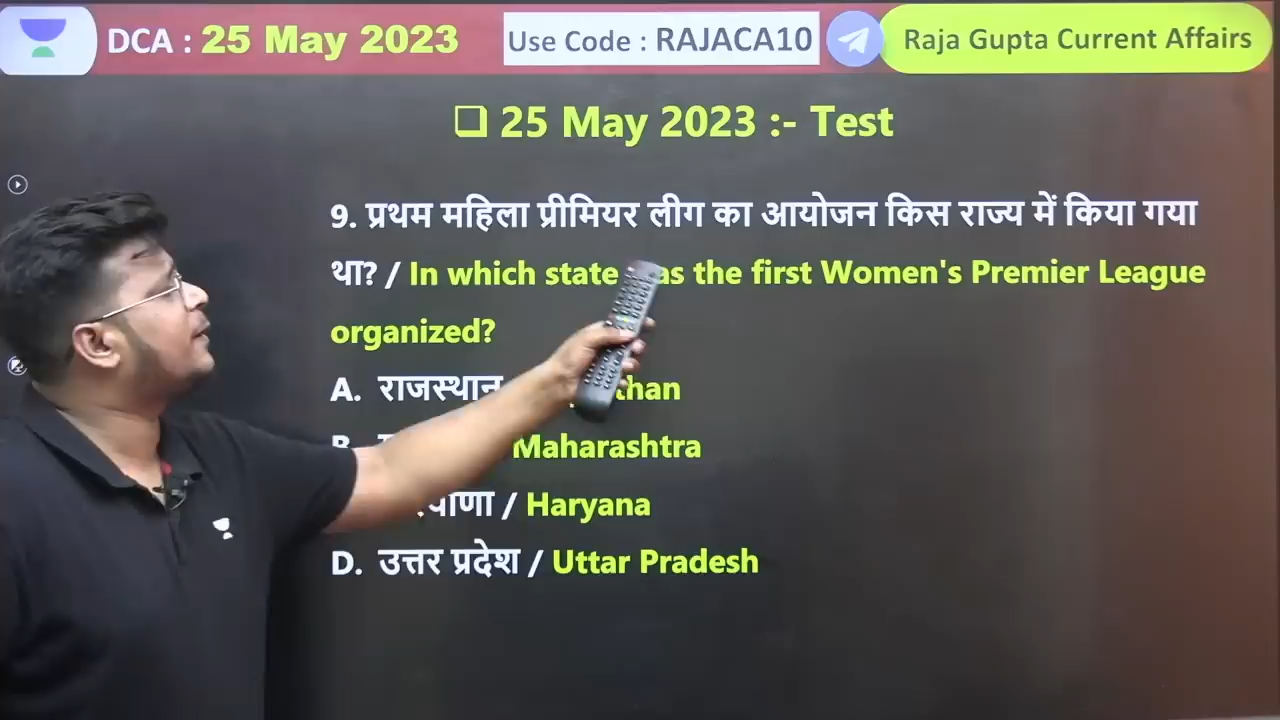 DCA : 25 May 2023
Use Code : RAJACA10
Raja Gupta Current Affairs
❑ 25 May 2023 :- Test
9. प्रथम महिला प्रीमियर लीग का आयोजन किस राज्य में किया गया
था? / In which state as the first Women's Premier League
organized?
A. राजस्थान than
B. Maharashtra
/ Haryana
D. उत्तर प्रदेश / Uttar Pradesh